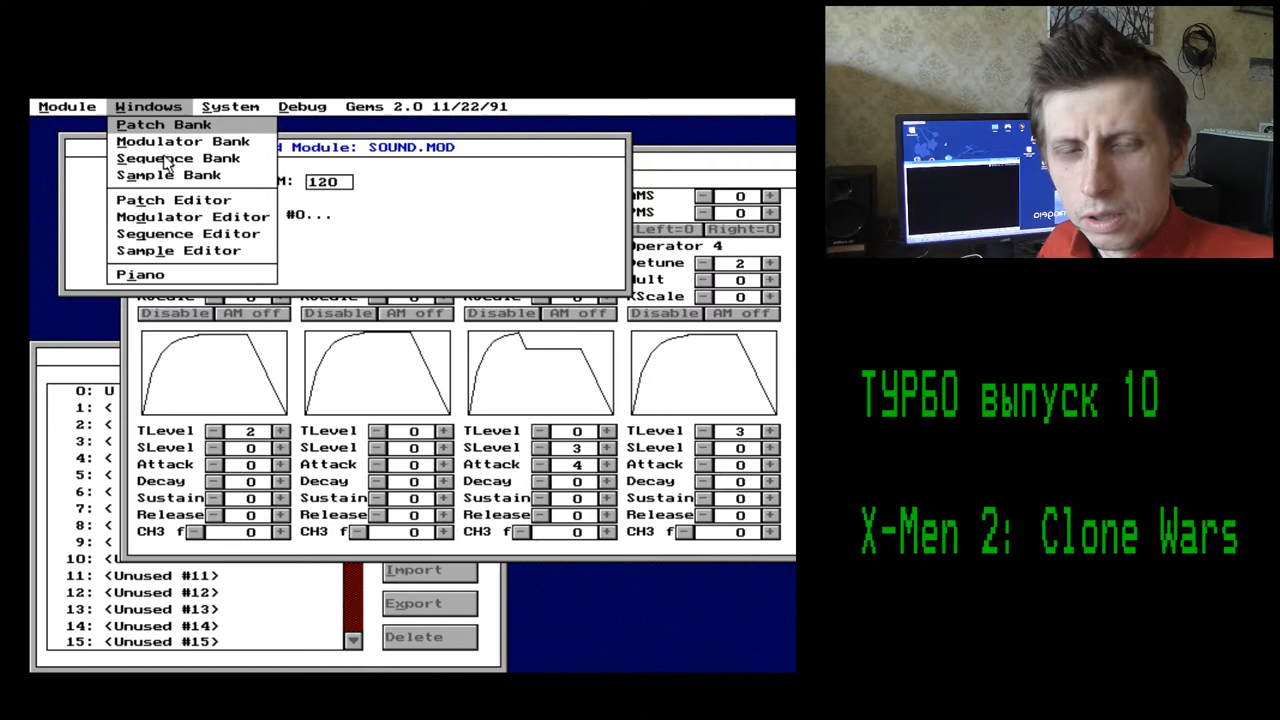 Module Windows System Debug Gems 2.0 11/22/91
Patch Bank
Modulator Bank
Sequence Bank
Sample Bank
Patch Editor
Modulator Editor
Sequence Editor
Sample Editor
Piano
d Module: SOUND.MOD
M: 120
#0...
AMS - 0 +
PMS - 0 +
Left=0 Right=0
Operator 4
Detune - 2 +
Mult - 0 +
KScale - 0 +
Disable AM off Disable AM off Disable AM off Disable AM off
TLevel - 2 + TLevel - 0 + TLevel - 0 + TLevel - 3 +
SLevel - 0 + SLevel - 0 + SLevel - 3 + SLevel - 0 +
Attack - 0 + Attack - 0 + Attack - 4 + Attack - 0 +
Decay - 0 + Decay - 0 + Decay - 0 + Decay - 0 +
Sustain - 0 + Sustain - 0 + Sustain - 0 + Sustain - 0 +
Release - 0 + Release - 0 + Release - 0 + Release - 0 +
CH3 f - 0 CH3 f - 0 CH3 f - 0 CH3 f - 0
0: U
1: <
2: <
3: <
4: <
5: <
6: <
7: <
8: <
9: <
10: <U
11: <Unused #11>
12: <Unused #12>
13: <Unused #13>
14: <Unused #14>
15: <Unused #15>
Import
Export
Delete
ТУРБО выпуск 10
X-Men 2: Clone Wars